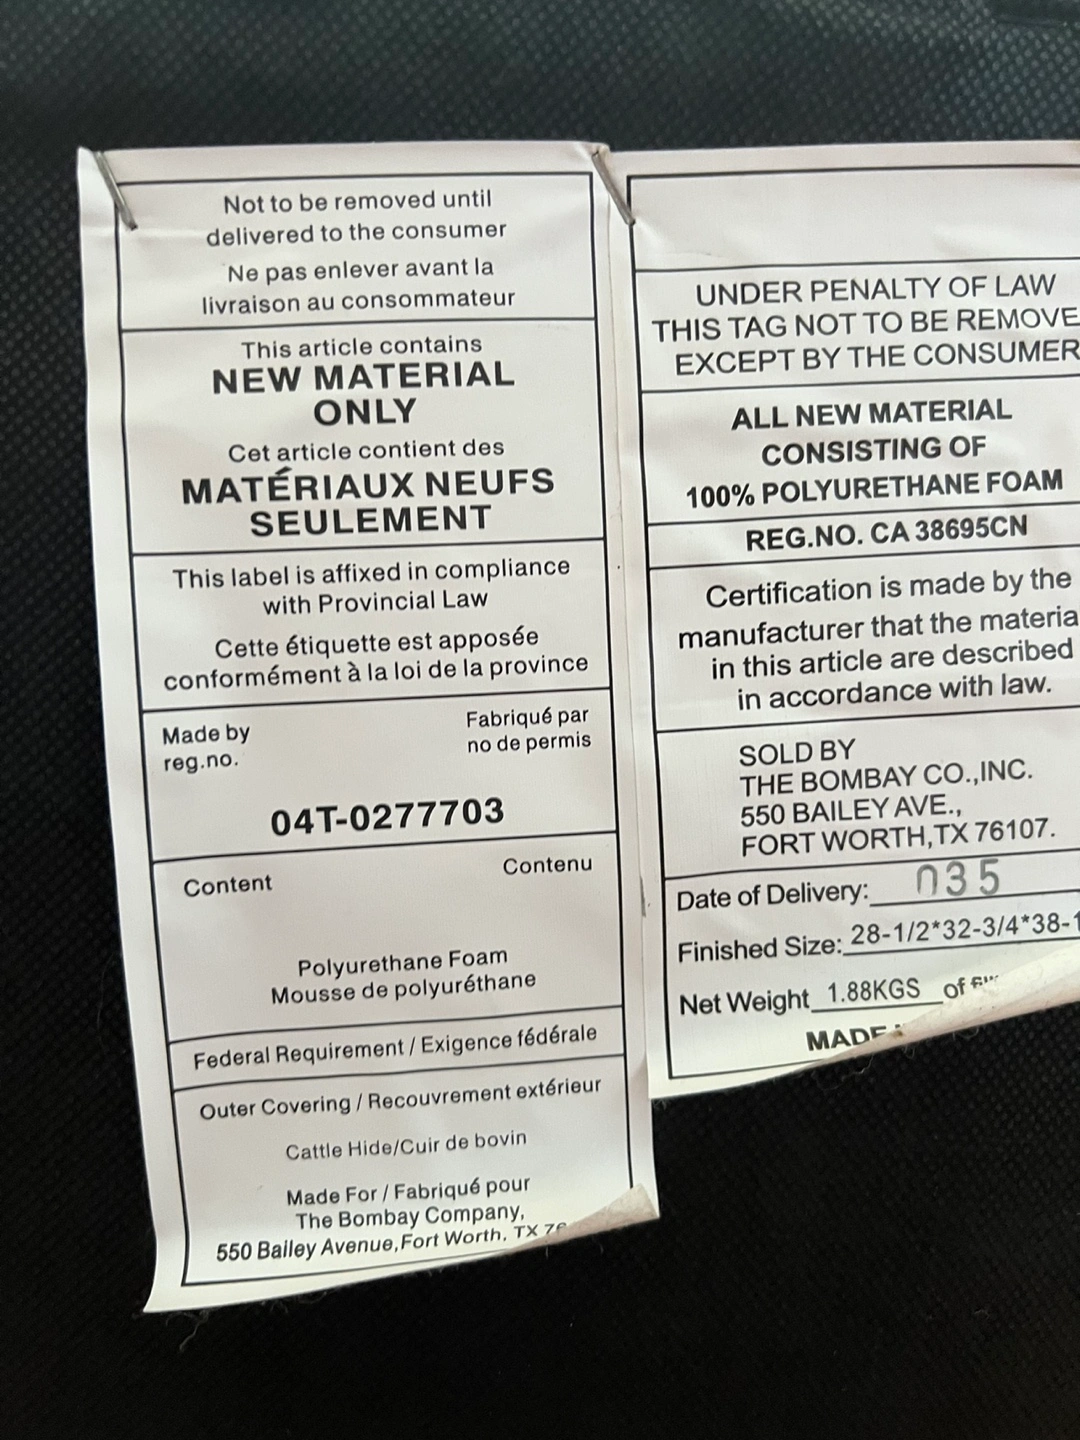 Not to be removed until
delivered to the consumer
Ne pas enlever avant la
livraison au consommateur
This article contains
NEW MATERIAL
ONLY
Cet article contient des
MATÉRIAUX NEUFS
SEULEMENT
This label is affixed in compliance
with Provincial Law
Cette étiquette est apposée
conformément à la loi de la province
Made by
reg.no.
Fabriqué par
no de permis
04T-0277703
Content
Contenu
Polyurethane Foam
Mousse de polyuréthane
Federal Requirement / Exigence fédérale
Outer Covering / Recouvrement extérieur
Cattle Hide/Cuir de bovin
Made For / Fabriqué pour
The Bombay Company,
550 Bailey Avenue, Fort Worth, TX
UNDER PENALTY OF LAW
THIS TAG NOT TO BE REMOVE
EXCEPT BY THE CONSUMER
ALL NEW MATERIAL
CONSISTING OF
100% POLYURETHANE FOAM
REG.NO. CA 38695CN
Certification is made by the
manufacturer that the materia
in this article are described
in accordance with law.
SOLD BY
THE BOMBAY CO.,INC.
550 BAILEY AVE.,
FORT WORTH,TX 76107.
Date of Delivery: 035
Finished Size: 28-1/2*32-3/4*38-1
Net Weight 1.88KGS of
MADE